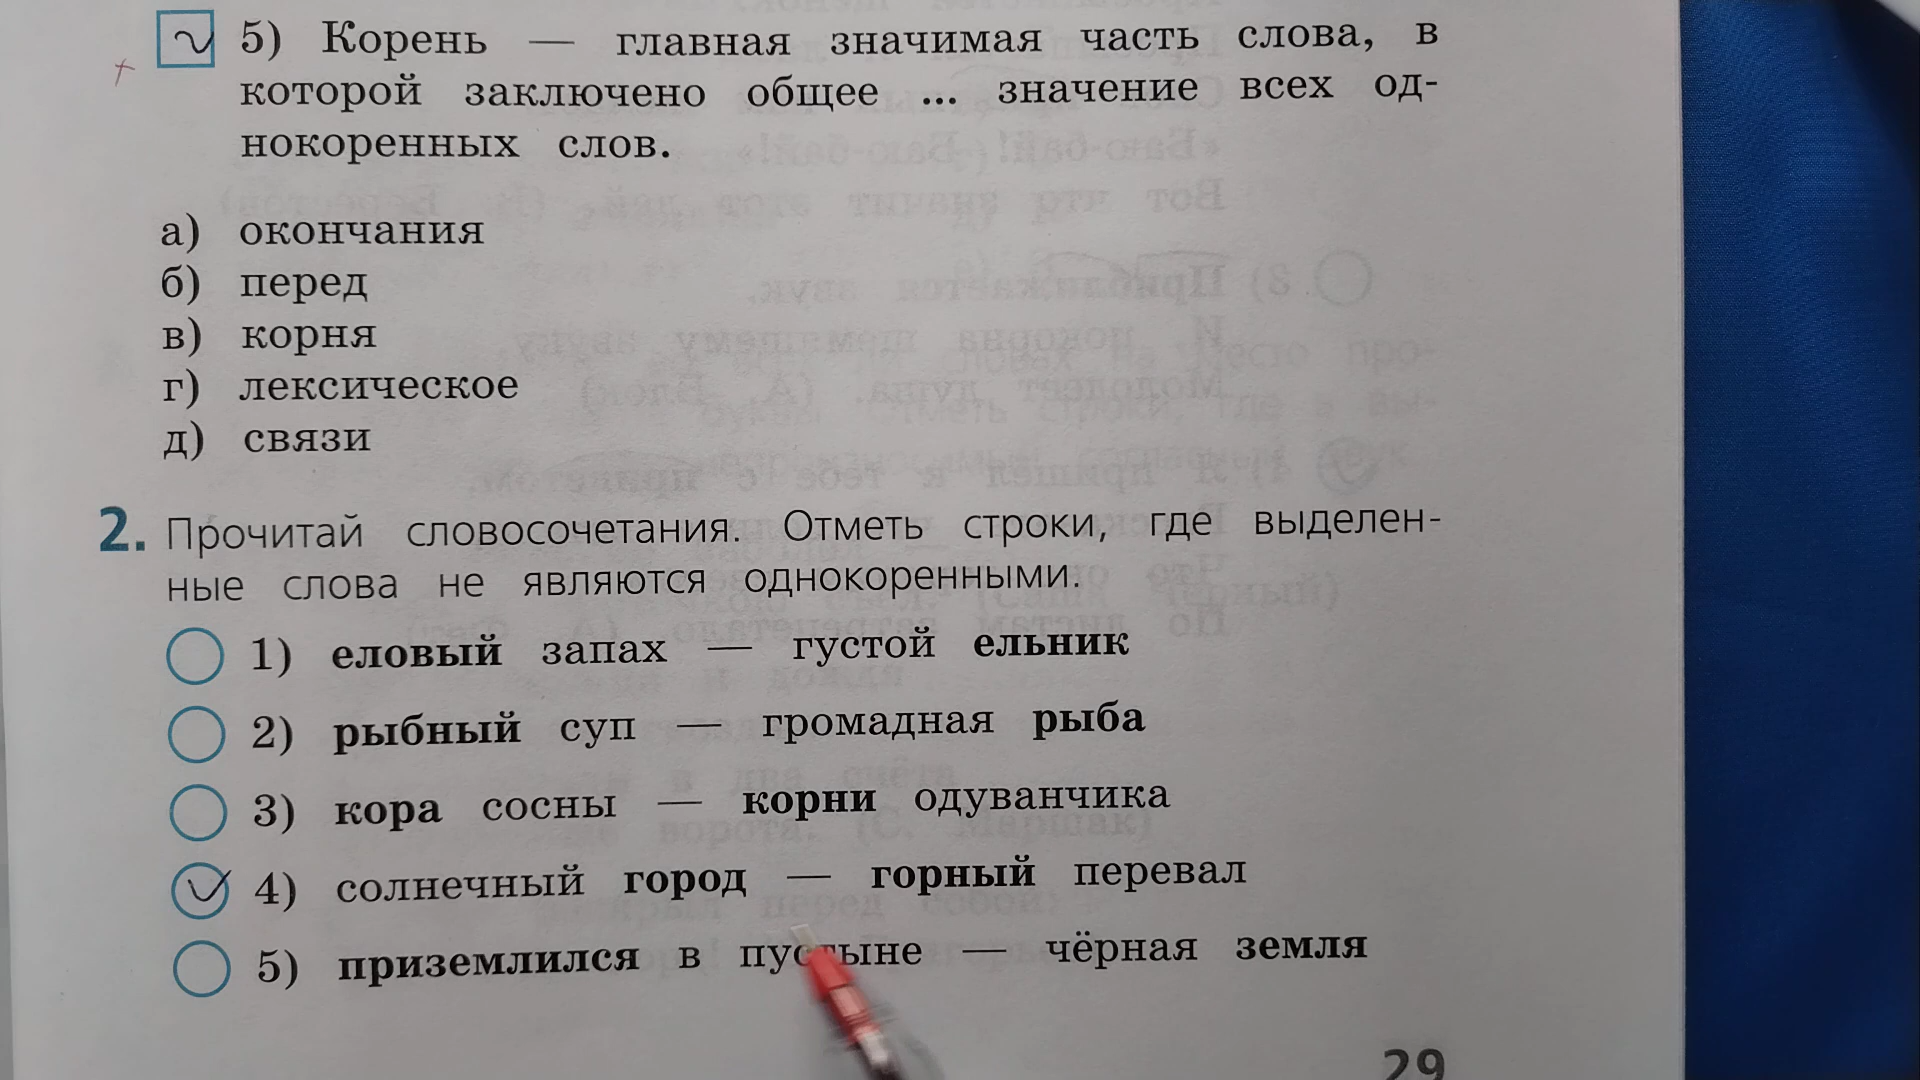 5) Корень — главная значимая часть слова, в
которой заключено общее ... значение всех од-
нокоренных слов.
а) окончания
б) перед
в) корня
г) лексическое
д) связи
2. Прочитай словосочетания. Отметь строки, где выделен-
ные слова не являются однокоренными.
1) еловый запах — густой ельник
2) рыбный суп — громадная рыба
3) кора сосны — корни одуванчика
4) солнечный город — горный перевал
5) приземлился в пустыне — чёрная земля
29